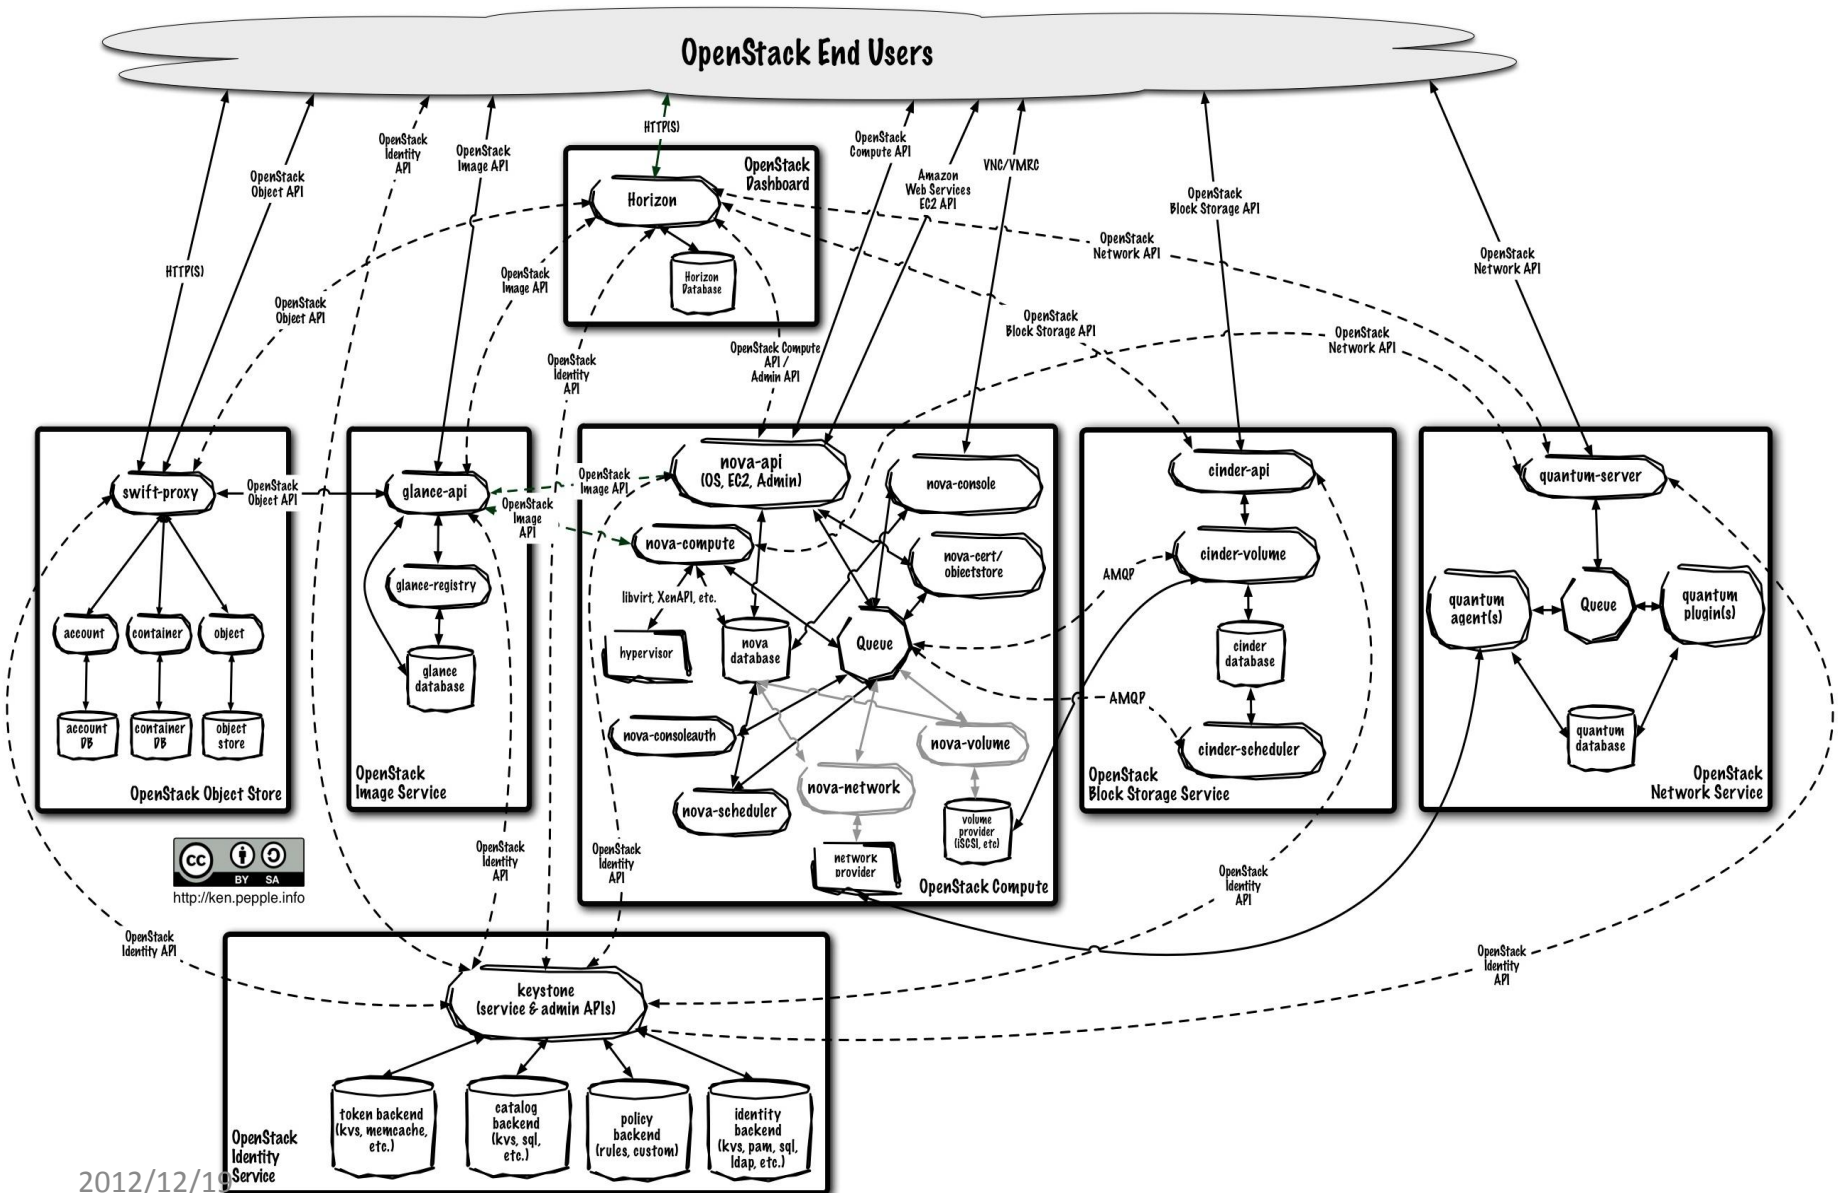 OpenStack End Users
HTTP(S)
OpenStack
Object API
OpenStack
Identity
API
OpenStack
Image API
HTTP(S)
OpenStack
Compute API
Amazon
Web Services
EC2 API
VNC/VMRC
OpenStack
Block Storage API
OpenStack
Network API
OpenStack
Dashboard
Horizon
Horizon
Database
OpenStack
Object API
OpenStack
Image API
OpenStack
Identity
API
OpenStack Compute
API /
Admin API
OpenStack
Block Storage API
OpenStack
Network API
OpenStack
Network API
swift-proxy
OpenStack
Object API
account
container
object
account
DB
container
DB
object
store
OpenStack Object Store
glance-api
glance-registry
glance
database
OpenStack
Image Service
OpenStack
Image API
OpenStack
Image
API
nova-api
(OS, EC2, Admin)
nova-console
nova-compute
nova-cert/
objectstore
libvirt, XenAPI, etc.
hypervisor
nova
database
Queue
nova-consoleauth
nova-volume
nova-network
nova-scheduler
volume
provider
(iSCSI, etc)
network
provider
OpenStack Compute
cinder-api
cinder-volume
AMQP
cinder
database
AMQP
cinder-scheduler
OpenStack
Block Storage Service
quantum-server
quantum
agent(s)
Queue
quantum
plugin(s)
quantum
database
OpenStack
Network Service
CC
BY SA
http://ken.pepple.info
OpenStack
Identity API
OpenStack
Identity
API
OpenStack
Identity
API
OpenStack
Identity
API
OpenStack
Identity
API
keystone
(service & admin APIs)
token backend
(kvs, memcache,
etc.)
catalog
backend
(kvs, sql,
etc.)
policy
backend
(rules, custom)
identity
backend
(kvs, pam, sql,
ldap, etc.)
OpenStack
Identity
Service
2012/12/19